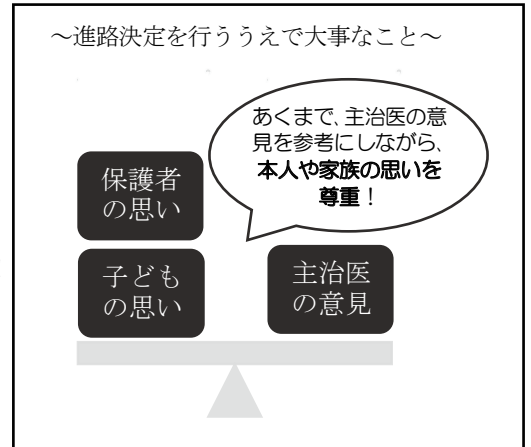 ～進路決定を行ううえで大事なこと～
あくまで、主治医の意
見を参考にしながら、
本人や家族の思いを
尊重！
保護者
の思い
子ども
の思い
主治医
の意見